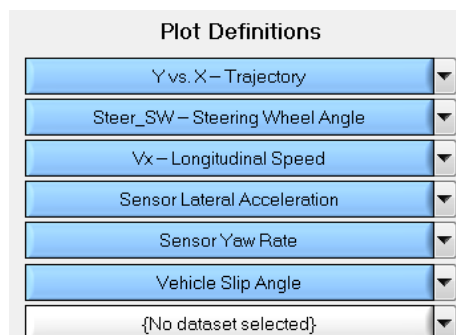 Plot Definitions
Y vs. X – Trajectory
Steer_SW – Steering Wheel Angle
Vx – Longitudinal Speed
Sensor Lateral Acceleration
Sensor Yaw Rate
Vehicle Slip Angle
{No dataset selected}